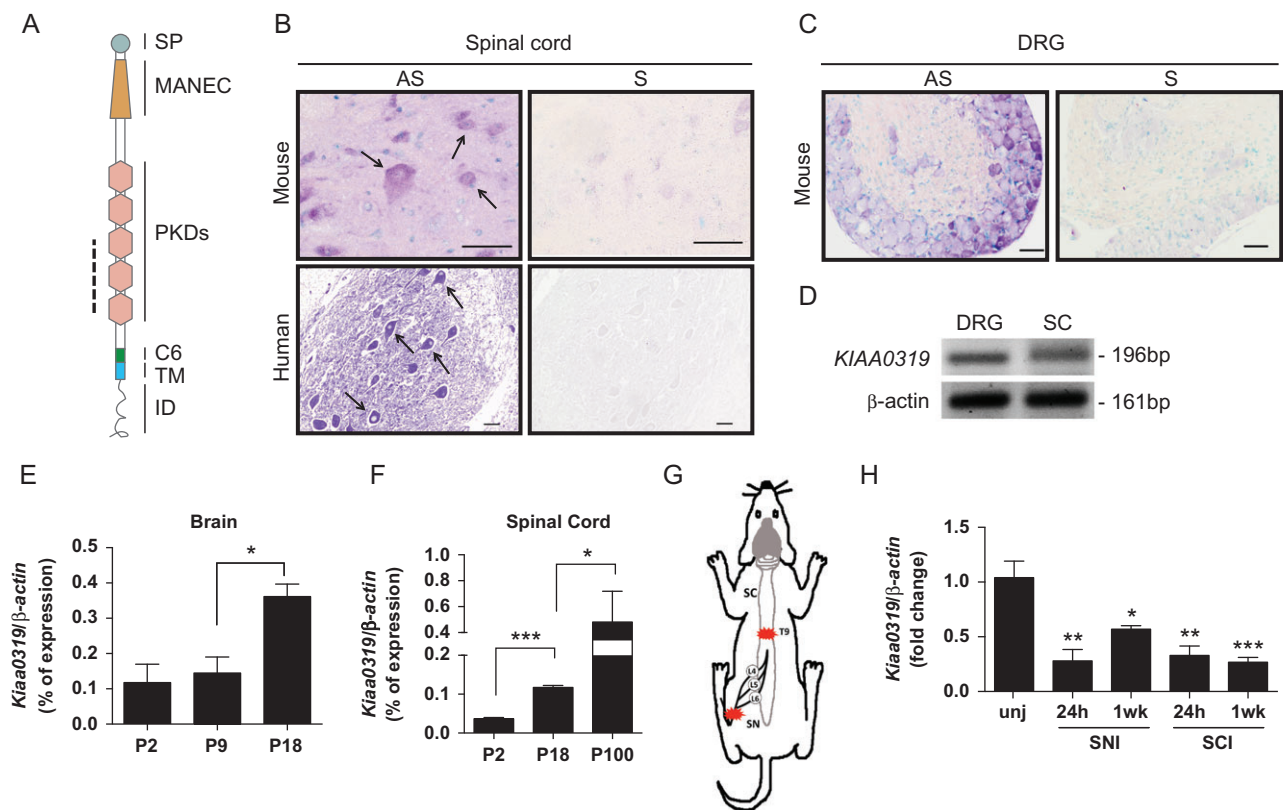 A
SP
MANEC
PKDs
C6
TM
ID
B
Spinal cord
AS
S
Mouse
Human
C
DRG
AS
S
Mouse
D
DRG
SC
KIAA0319
- 196bp
β-actin
- 161bp
E
Brain
Kiaa0319/β-actin
(% of expression)
0.5
0.4
0.3
0.2
0.1
0.0
*
P2
P9
P18
F
Spinal Cord
Kiaa0319/β-actin
(% of expression)
1.0
0.8
0.6
0.4
0.2
0.1
0.0
***
*
P2
P18
P100
G
SC
T9
L4
L5
L6
SN
H
Kiaa0319/β-actin
(fold change)
1.5
1.0
0.5
0.0
**
*
**
***
unj
24h
1wk
24h
1wk
SNI
SCI